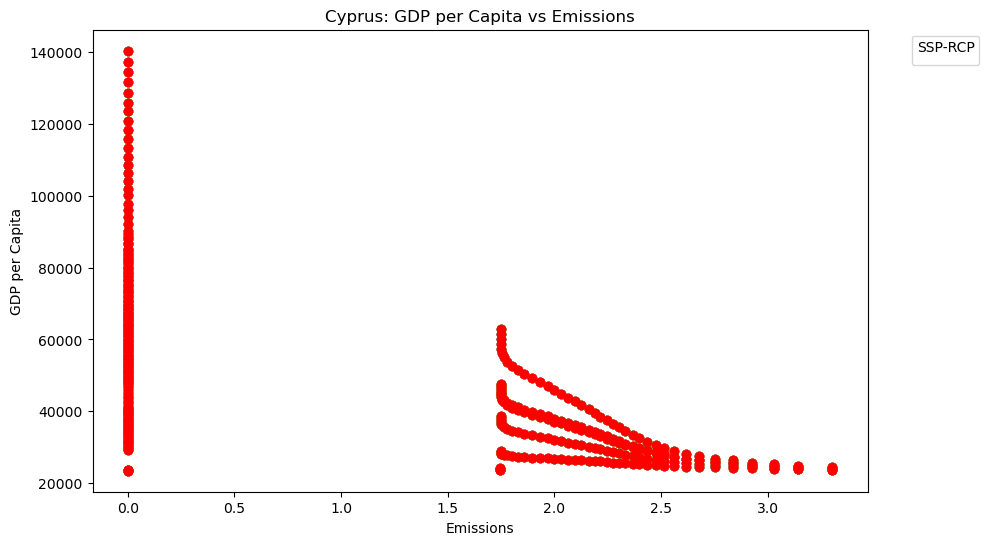 Cyprus: GDP per Capita vs Emissions
SSP-RCP
140000
120000
100000
80000
60000
40000
20000
GDP per Capita
0.0 0.5 1.0 1.5 2.0 2.5 3.0
Emissions